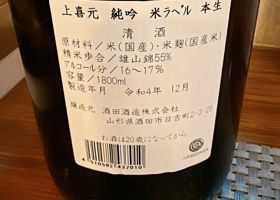 上喜元 純吟 米ラベル 本生
清酒
原材料/米(国産)・米麹(国産米)
精米歩合/雄山錦55%
アルコール分/16〜17%
容量/1800ml
製造年月 令和4年 12月
醸造元 酒田酒造株式会社
山形県酒田市日吉町2-3-25
お酒は20歳になってから
4910582457010